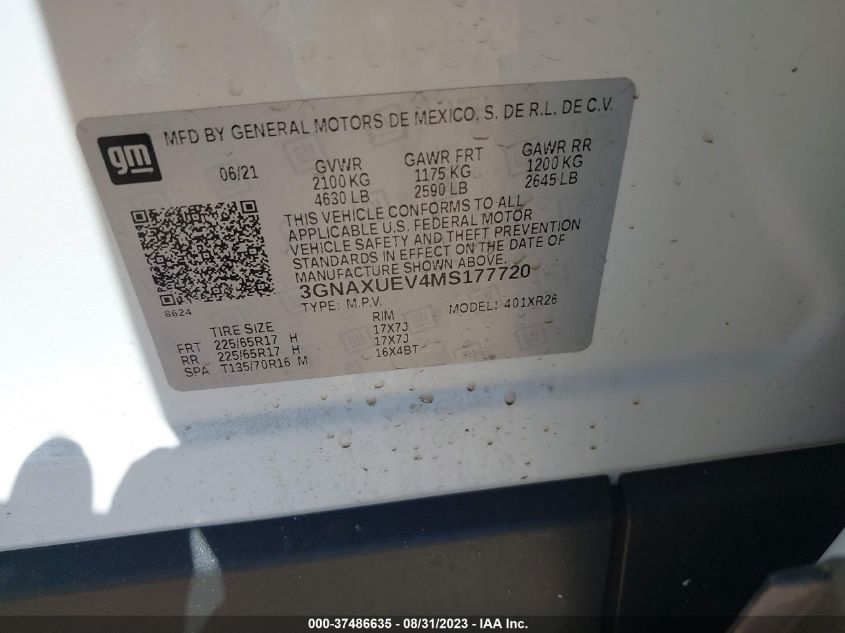 gm
MFD BY GENERAL MOTORS DE MEXICO, S. DE R.L. DE C.V.
06/21 GVWR GAWR FRT GAWR RR
2100 KG 1175 KG 1200 KG
4630 LB 2590 LB 2645 LB
THIS VEHICLE CONFORMS TO ALL
APPLICABLE U.S. FEDERAL MOTOR
VEHICLE SAFETY AND THEFT PREVENTION
STANDARDS IN EFFECT ON THE DATE OF
MANUFACTURE SHOWN ABOVE.
3GNAXUEV4MS177720
8624
TYPE: M.P.V. MODEL: 401XR26
TIRE SIZE RIM
FRT 225/65R17 H 17X7J
RR 225/65R17 H 17X7J
SPA T135/70R16 M 16X4BT
000-37486635 - 08/31/2023 - IAA Inc.